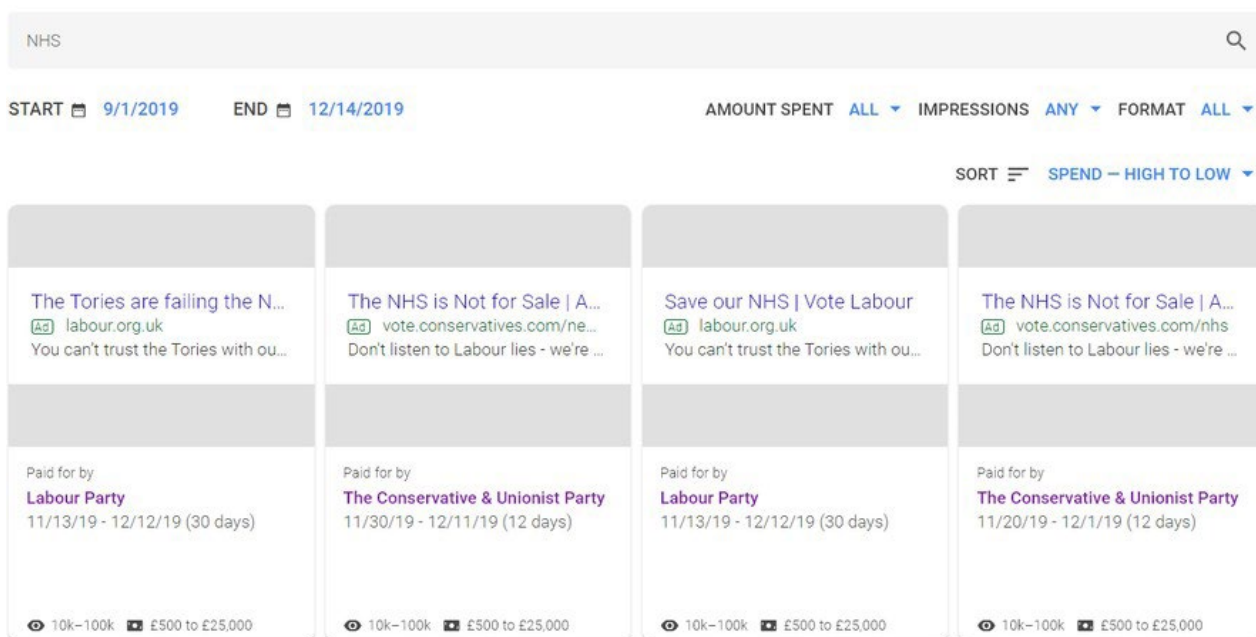 NHS
START 9/1/2019 END 12/14/2019 AMOUNT SPENT ALL IMPRESSIONS ANY FORMAT ALL
SORT SPEND – HIGH TO LOW
The Tories are failing the N...
Ad labour.org.uk
You can't trust the Tories with ou...
Paid for by
Labour Party
11/13/19 - 12/12/19 (30 days)
10k–100k £500 to £25,000
The NHS is Not for Sale | A...
Ad vote.conservatives.com/ne...
Don't listen to Labour lies - we're ...
Paid for by
The Conservative & Unionist Party
11/30/19 - 12/11/19 (12 days)
10k–100k £500 to £25,000
Save our NHS | Vote Labour
Ad labour.org.uk
You can't trust the Tories with ou...
Paid for by
Labour Party
11/13/19 - 12/12/19 (30 days)
10k–100k £500 to £25,000
The NHS is Not for Sale | A...
Ad vote.conservatives.com/nhs
Don't listen to Labour lies - we're ...
Paid for by
The Conservative & Unionist Party
11/20/19 - 12/1/19 (12 days)
10k–100k £500 to £25,000